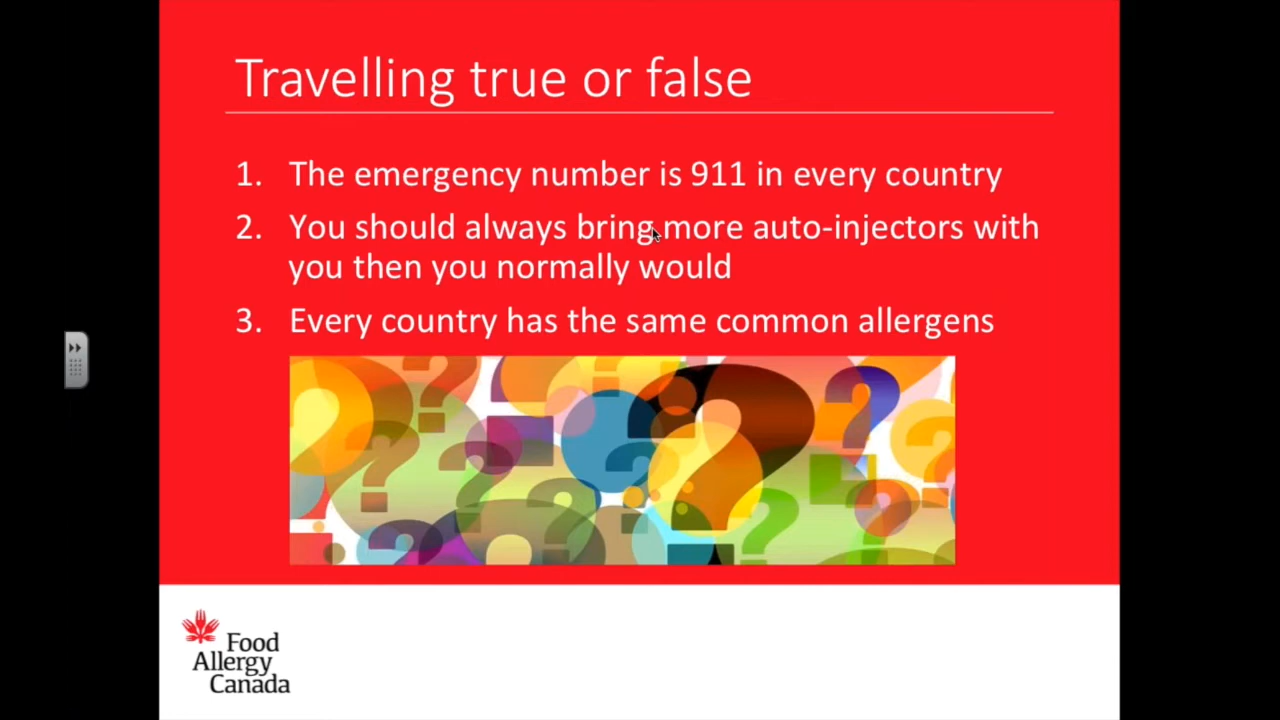 Travelling true or false
1. The emergency number is 911 in every country
2. You should always bring more auto-injectors with
you then you normally would
3. Every country has the same common allergens
Food
Allergy
Canada